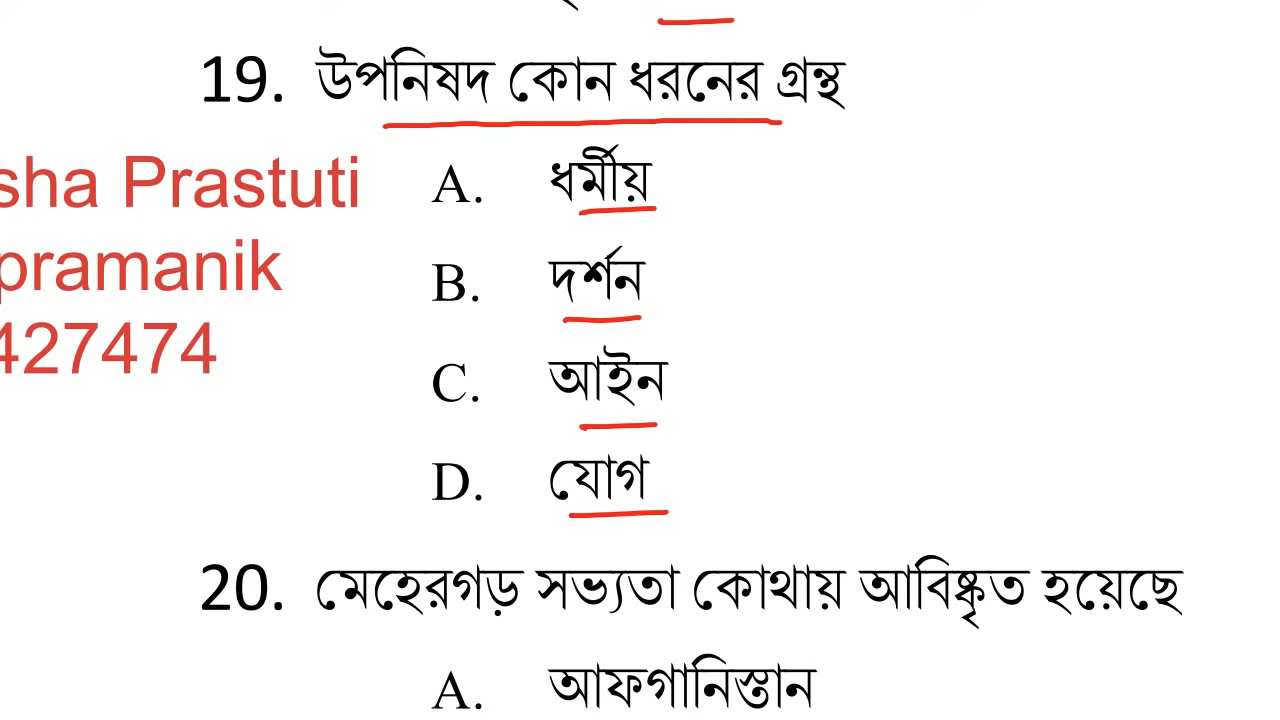 19. উপনিষদ কোন ধরনের গ্রন্থ
sha Prastuti
A. ধর্মীয়
pramanik
B. দর্শন
427474
C. আইন
D. যোগ
20. মেহেরগড় সভ্যতা কোথায় আবিষ্কৃত হয়েছে
A. আফগানিস্তান